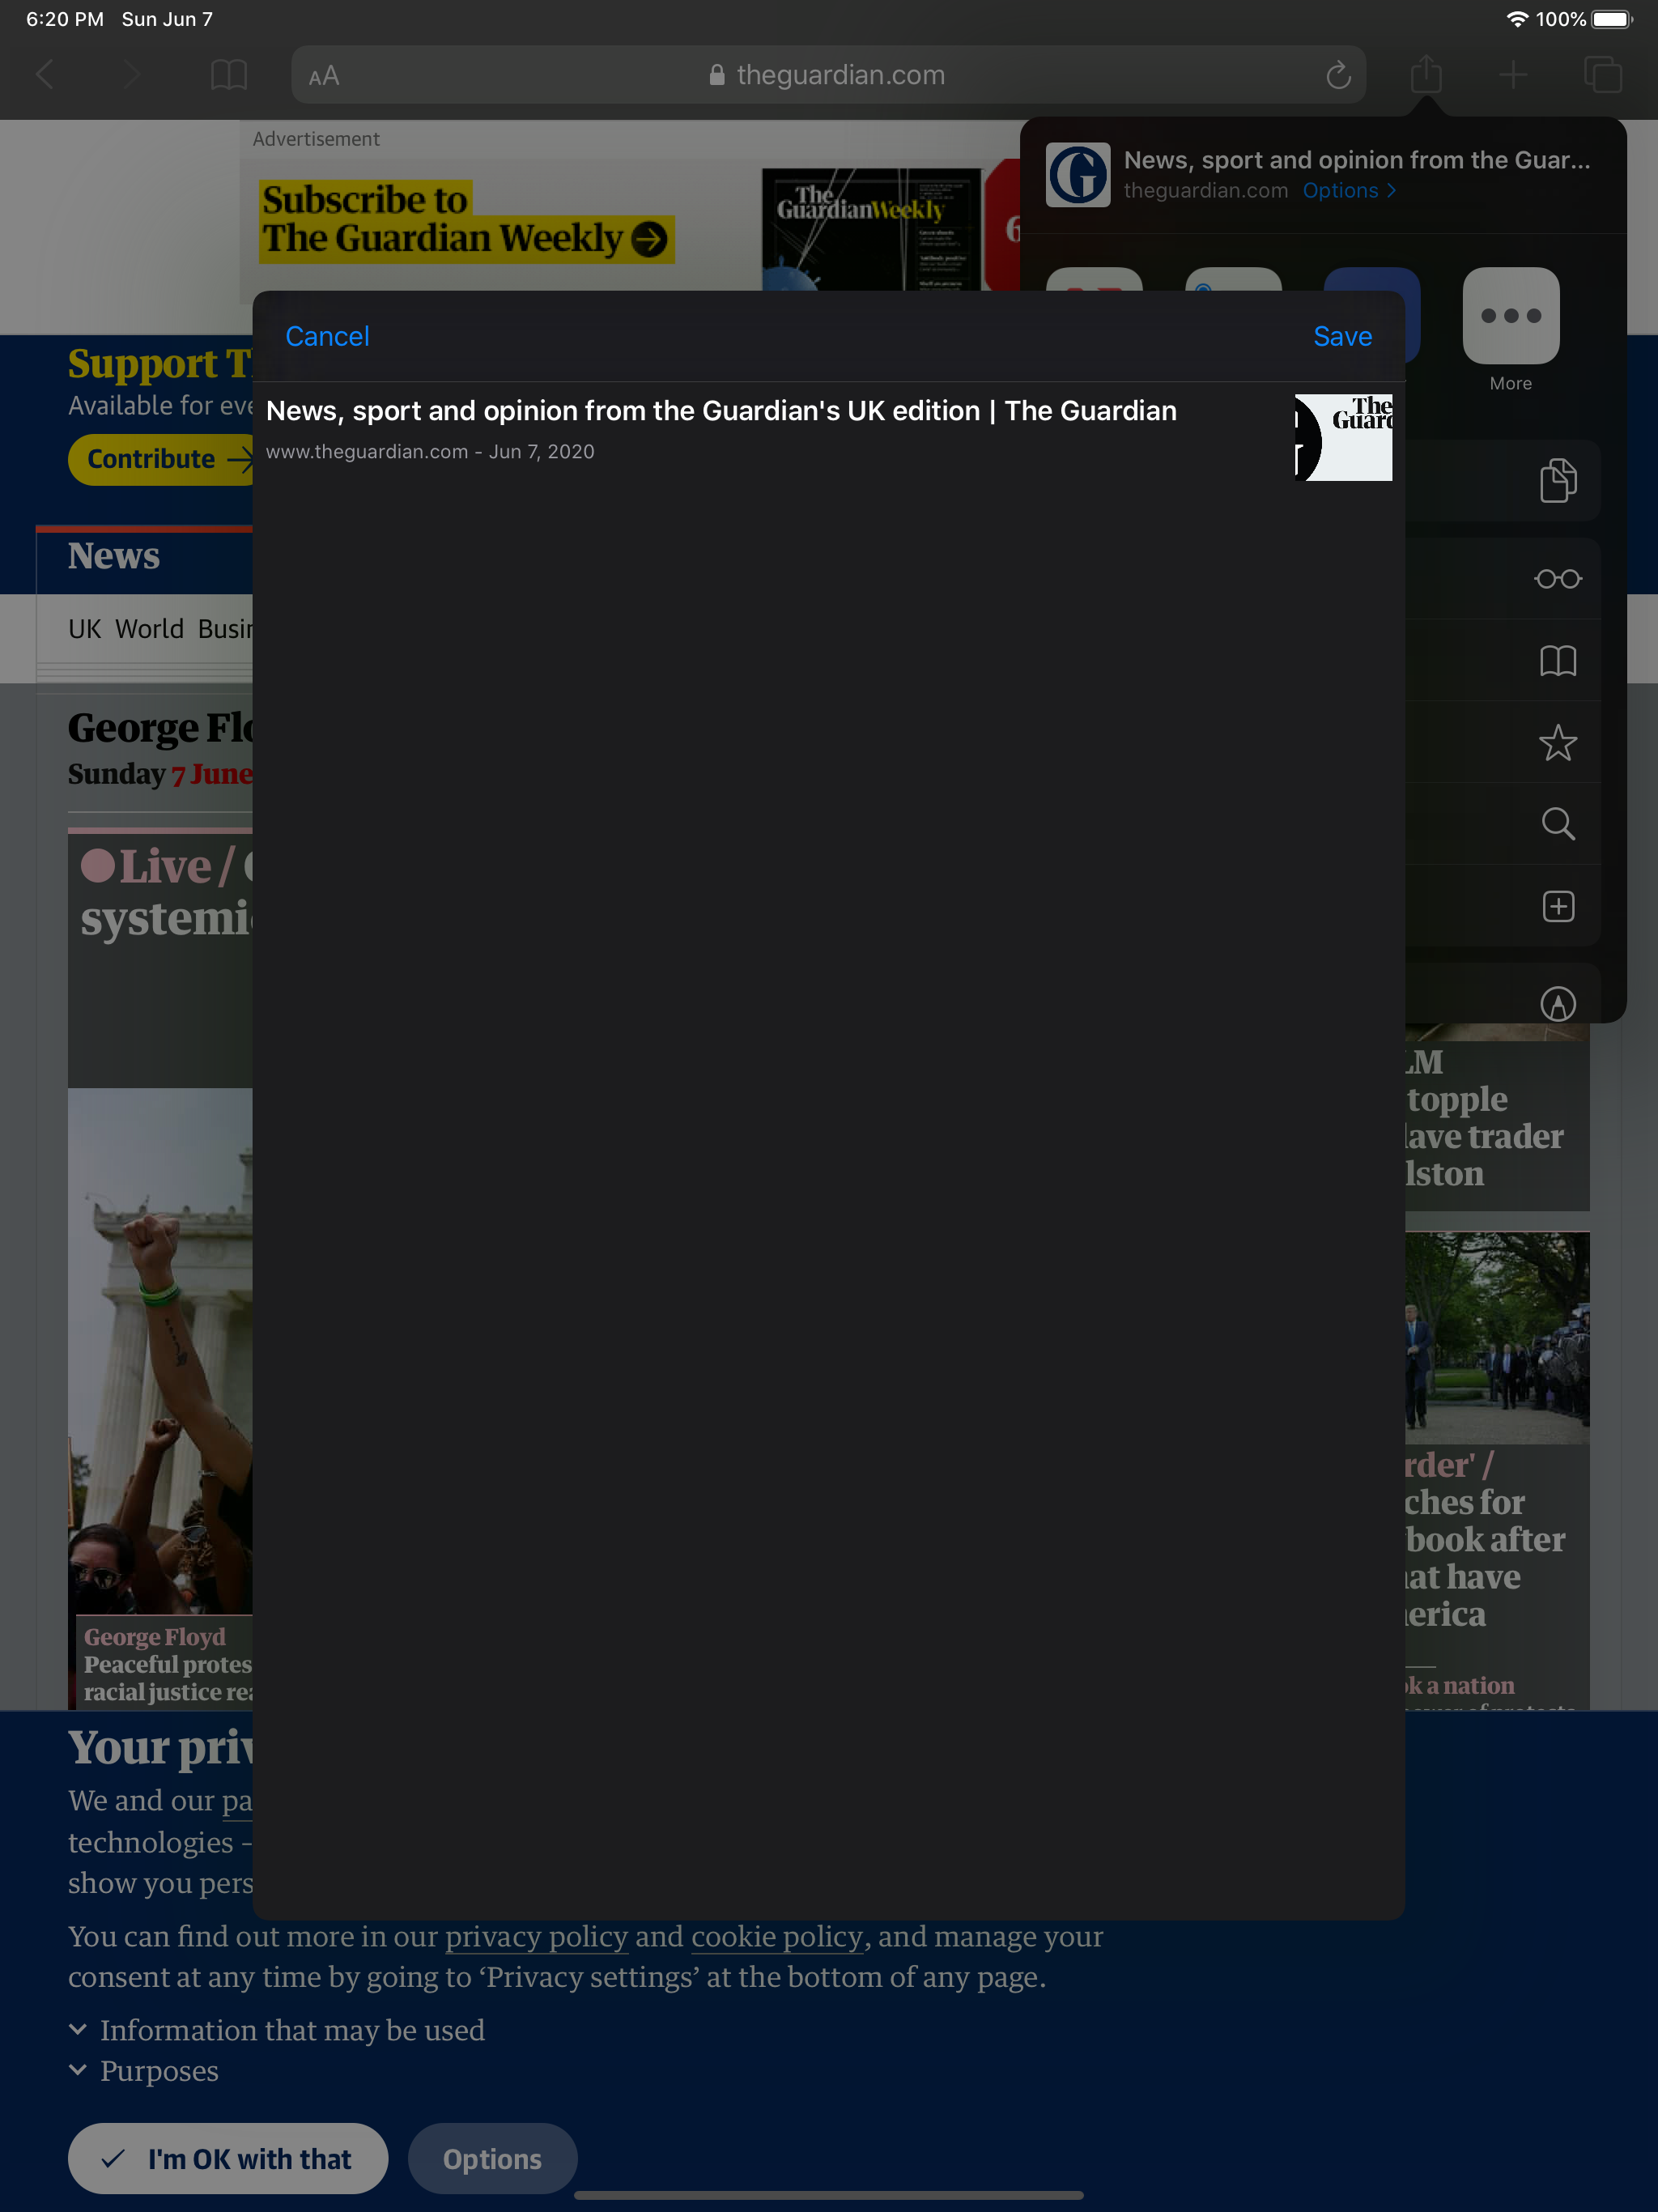 6:20 PM Sun Jun 7
100%
AA
theguardian.com
Advertisement
Subscribe to
The Guardian Weekly
The
GuardianWeekly
6
News, sport and opinion from the Guar...
theguardian.com Options
More
Cancel
Save
News, sport and opinion from the Guardian's UK edition | The Guardian
www.theguardian.com - Jun 7, 2020
The
Guard
Support T
Available for eve
Contribute
News
UK World Busin
George Flo
Sunday 7 June
Live /
systemi
George Floyd
Peaceful protes
racial justice rea
LM
topple
lave trader
lston
rder' /
ches for
book after
at have
erica
ok a nation
Your priv
We and our pa
technologies –
show you pers
You can find out more in our privacy policy and cookie policy, and manage your
consent at any time by going to ‘Privacy settings’ at the bottom of any page.
Information that may be used
Purposes
I'm OK with that
Options